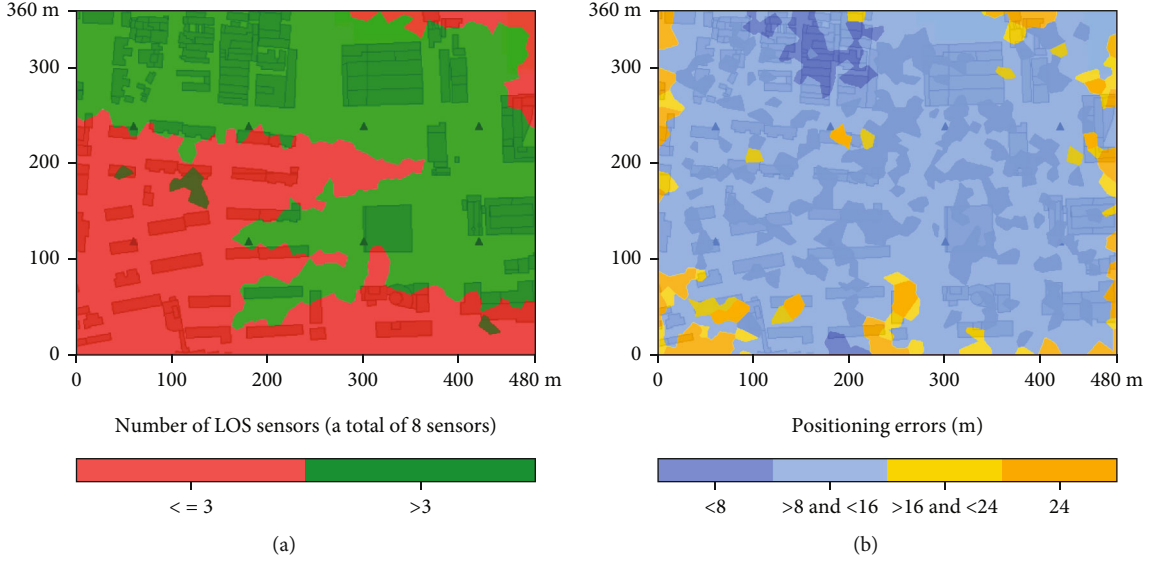 360 m
300
200
100
0
0 100 200 300 400 480 m
Number of LOS sensors (a total of 8 sensors)
< = 3 >3
(a)
360 m
300
200
100
0
0 100 200 300 400 480 m
Positioning errors (m)
<8 >8 and <16 >16 and <24 24
(b)